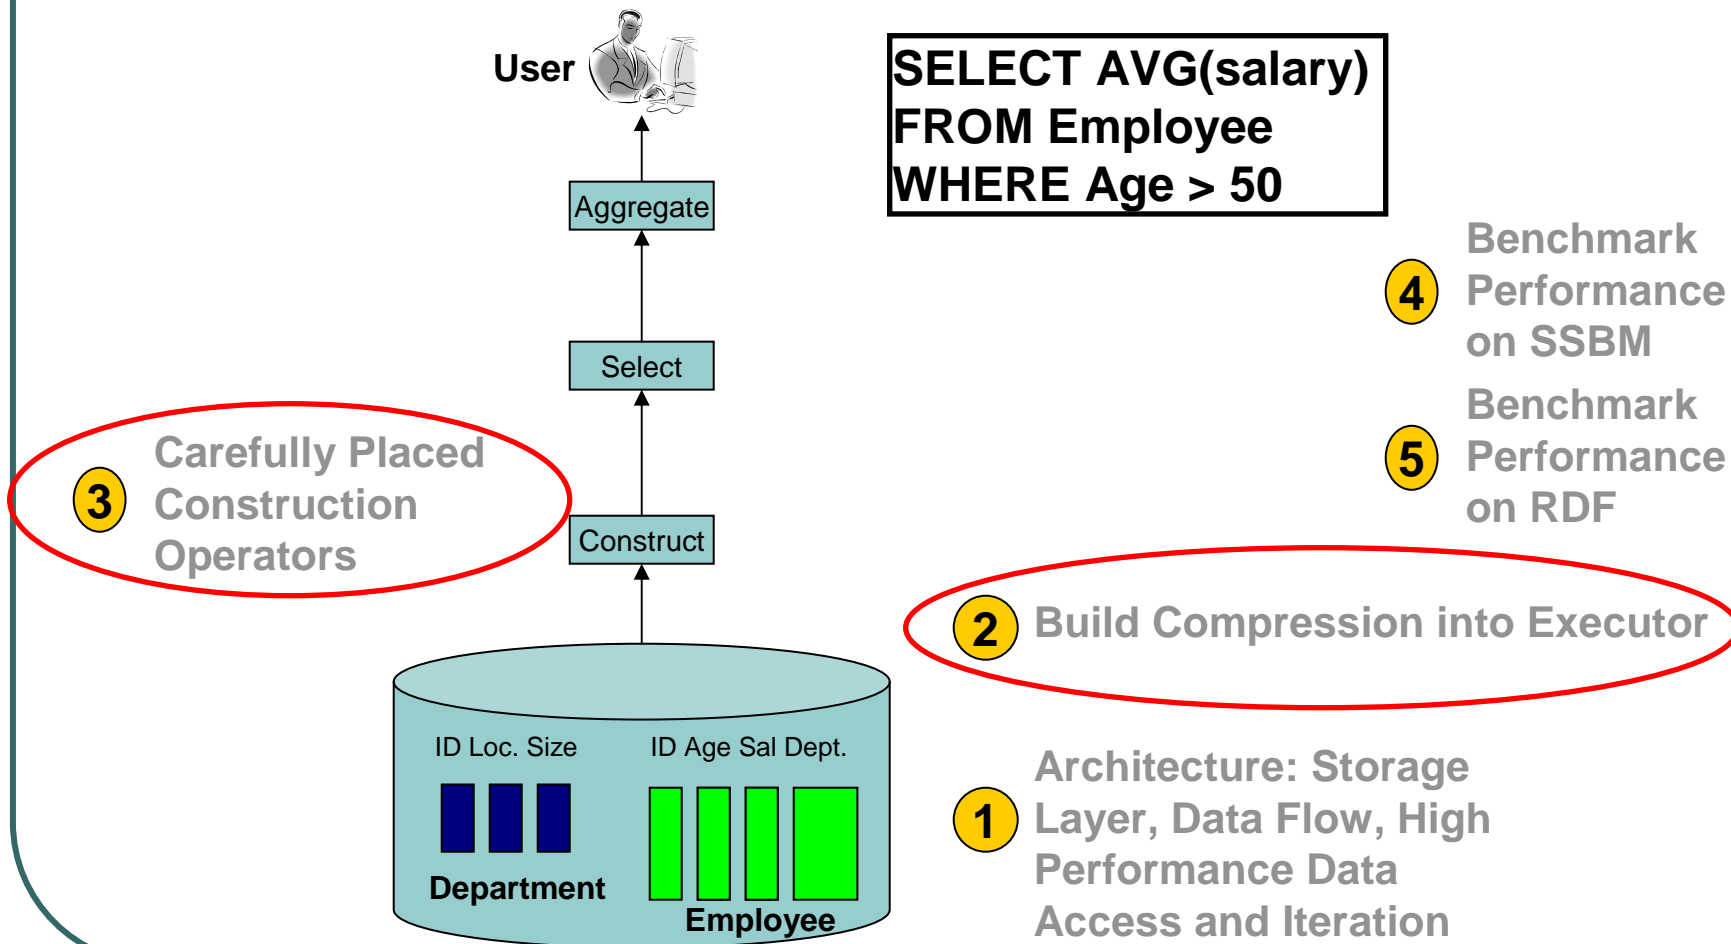 User
SELECT AVG(salary)
FROM Employee
WHERE Age > 50
Aggregate
Select
Construct
4
Benchmark
Performance
on SSBM
5
Benchmark
Performance
on RDF
3
Carefully Placed
Construction
Operators
2
Build Compression into Executor
ID Loc. Size
Department
ID Age Sal Dept.
Employee
1
Architecture: Storage
Layer, Data Flow, High
Performance Data
Access and Iteration